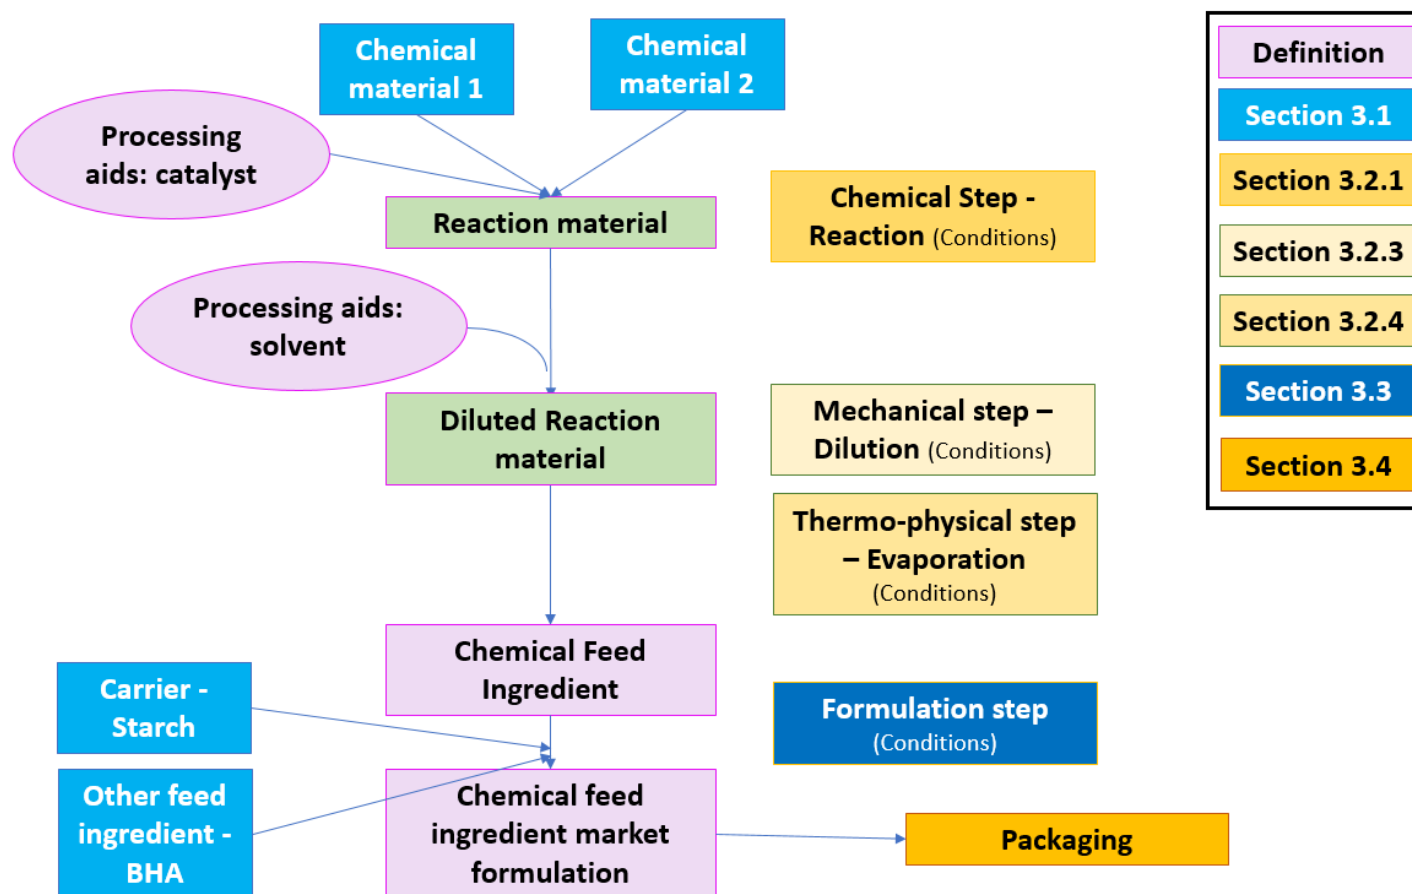 Chemical
material 1
Chemical
material 2
Definition
Section 3.1
Section 3.2.1
Section 3.2.3
Section 3.2.4
Section 3.3
Section 3.4
Processing
aids: catalyst
Reaction material
Chemical Step -
Reaction (Conditions)
Processing aids:
solvent
Diluted Reaction
material
Mechanical step –
Dilution (Conditions)
Thermo-physical step
– Evaporation
(Conditions)
Chemical Feed
Ingredient
Carrier -
Starch
Formulation step
(Conditions)
Other feed
ingredient -
BHA
Chemical feed
ingredient market
formulation
Packaging